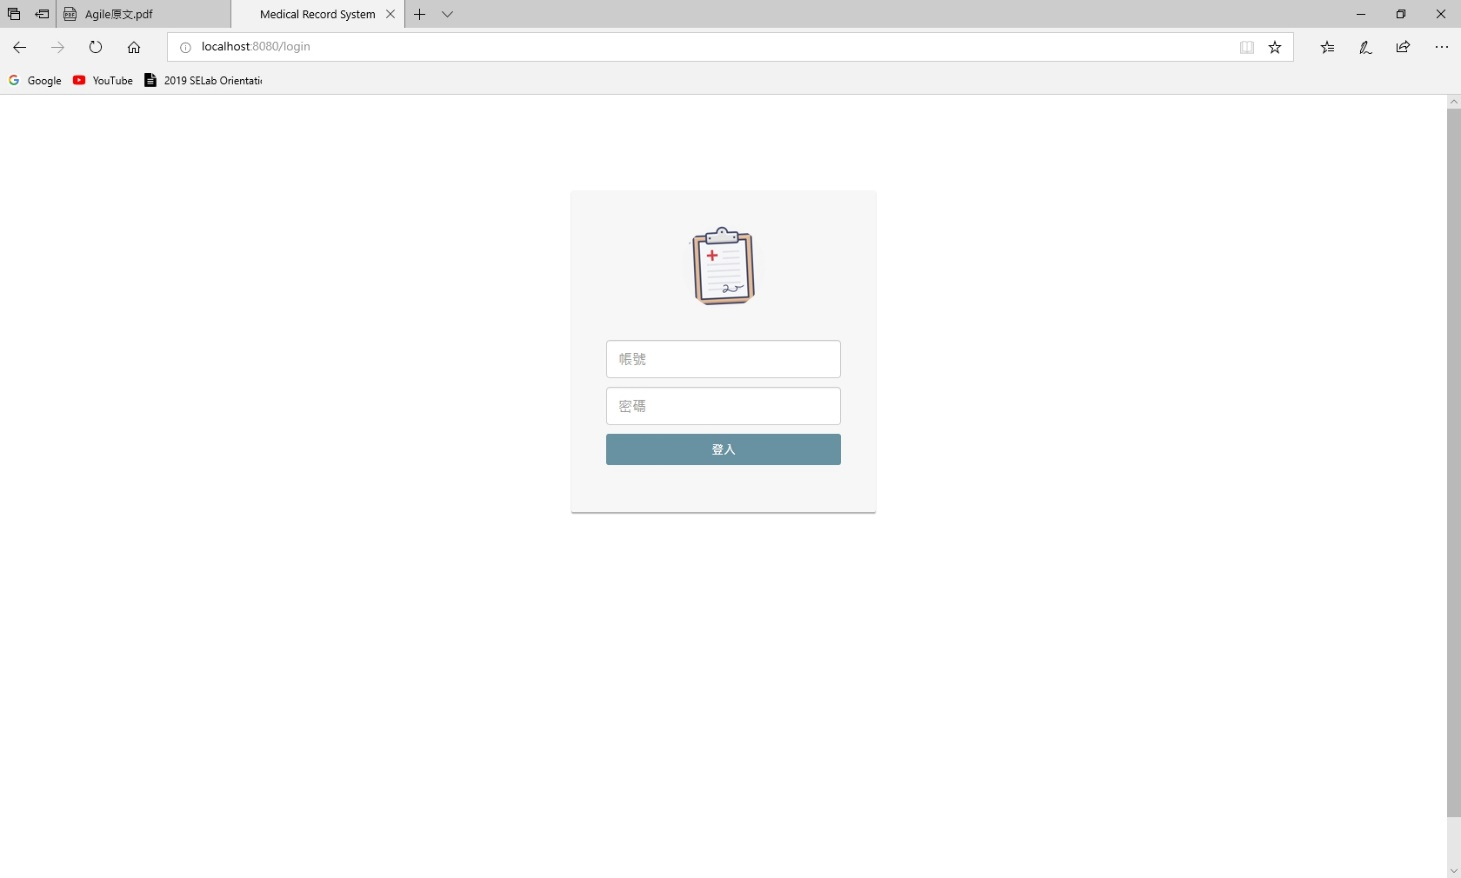 Agile原文.pdf
Medical Record System
localhost:8080/login
Google
YouTube
2019 SELab Orientatic
帳號
密碼
登入